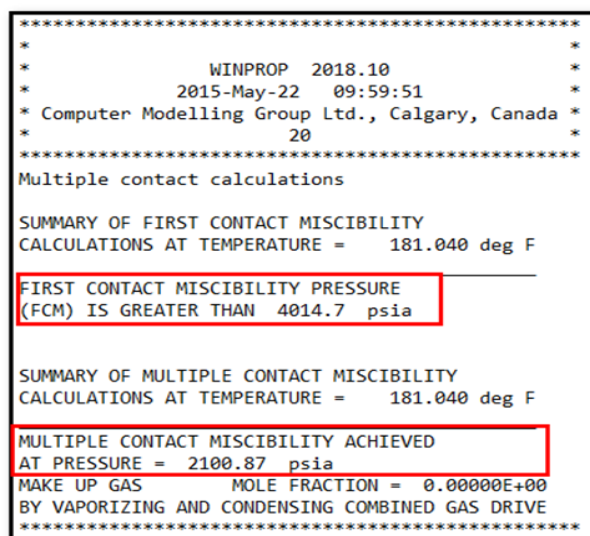 **************************************************
*                                                *
*                WINPROP  2018.10                *
*             2015-May-22   09:59:51             *
* Computer Modelling Group Ltd., Calgary, Canada *
*                       20                       *
**************************************************
Multiple contact calculations
SUMMARY OF FIRST CONTACT MISCIBILITY
CALCULATIONS AT TEMPERATURE =    181.040 deg F
FIRST CONTACT MISCIBILITY PRESSURE
(FCM) IS GREATER THAN  4014.7  psia
SUMMARY OF MULTIPLE CONTACT MISCIBILITY
CALCULATIONS AT TEMPERATURE =    181.040 deg F
MULTIPLE CONTACT MISCIBILITY ACHIEVED
AT PRESSURE =  2100.87  psia
MAKE UP GAS        MOLE FRACTION =  0.00000E+00
BY VAPORIZING AND CONDENSING COMBINED GAS DRIVE
**************************************************